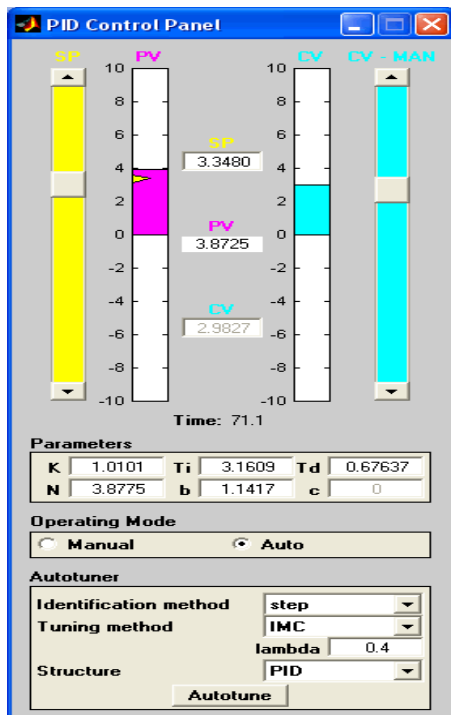 PID Control Panel
SP PV CV CV - MAN
10 10
8 8
6 6
SP
3.3480
4 4
2 2
PV
0 0
3.8725
-2 -2
-4 -4
CV
2.9827
-6 -6
-8 -8
-10 -10
Time: 71.1
Parameters
K 1.0101 Ti 3.1609 Td 0.67637
N 3.8775 b 1.1417 c 0
Operating Mode
Manual Auto
Autotuner
Identification method step
Tuning method IMC
lambda 0.4
Structure PID
Autotune